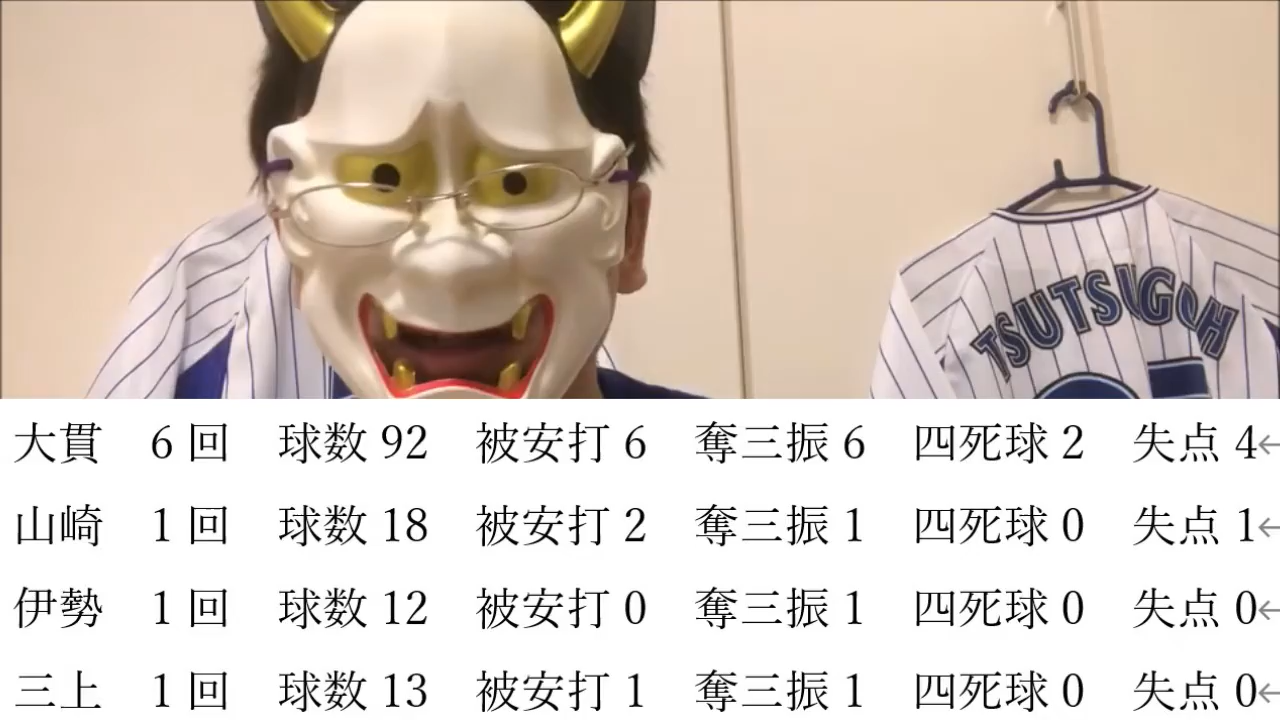 TSUTSUGOH
大貫 6回 球数92 被安打6 奪三振6 四死球2 失点4←
山崎 1回 球数18 被安打2 奪三振1 四死球0 失点1←
伊勢 1回 球数12 被安打0 奪三振1 四死球0 失点0←
三上 1回 球数13 被安打1 奪三振1 四死球0 失点0←